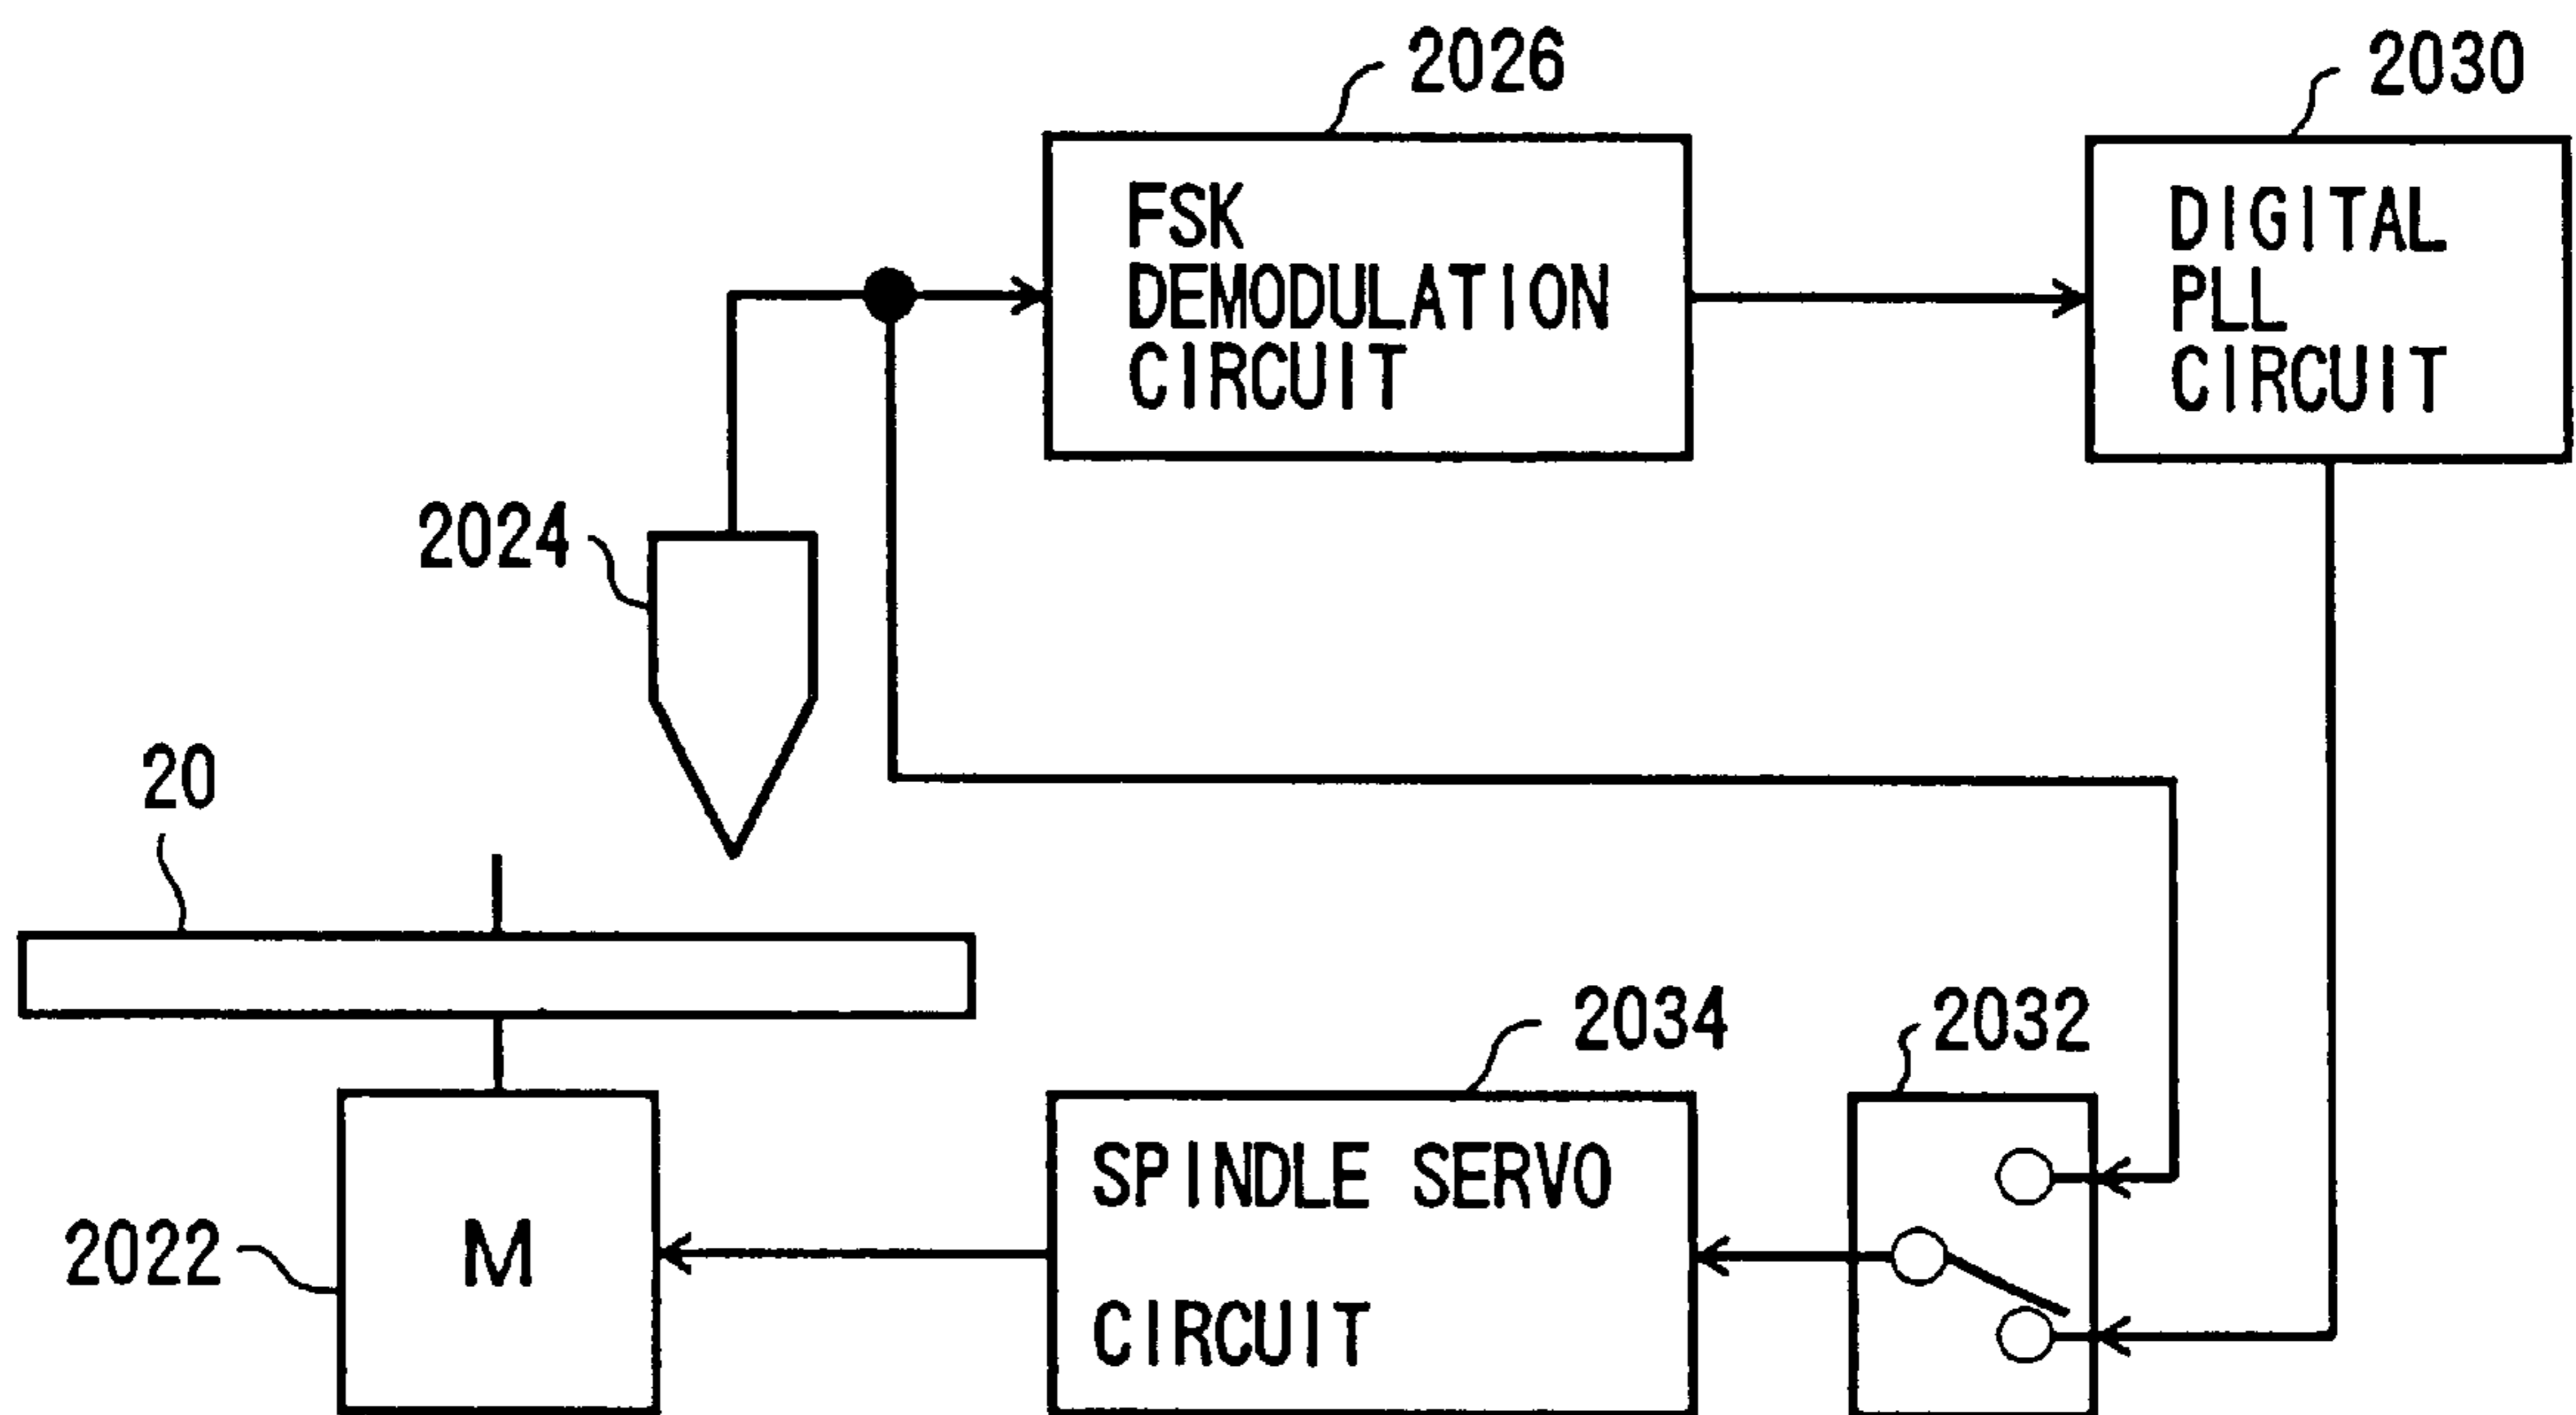 2026
2030
FSK
DEMODULATION
CIRCUIT
DIGITAL
PLL
CIRCUIT
2024
20
2034
2032
SPINDLE SERVO
CIRCUIT
2022
M